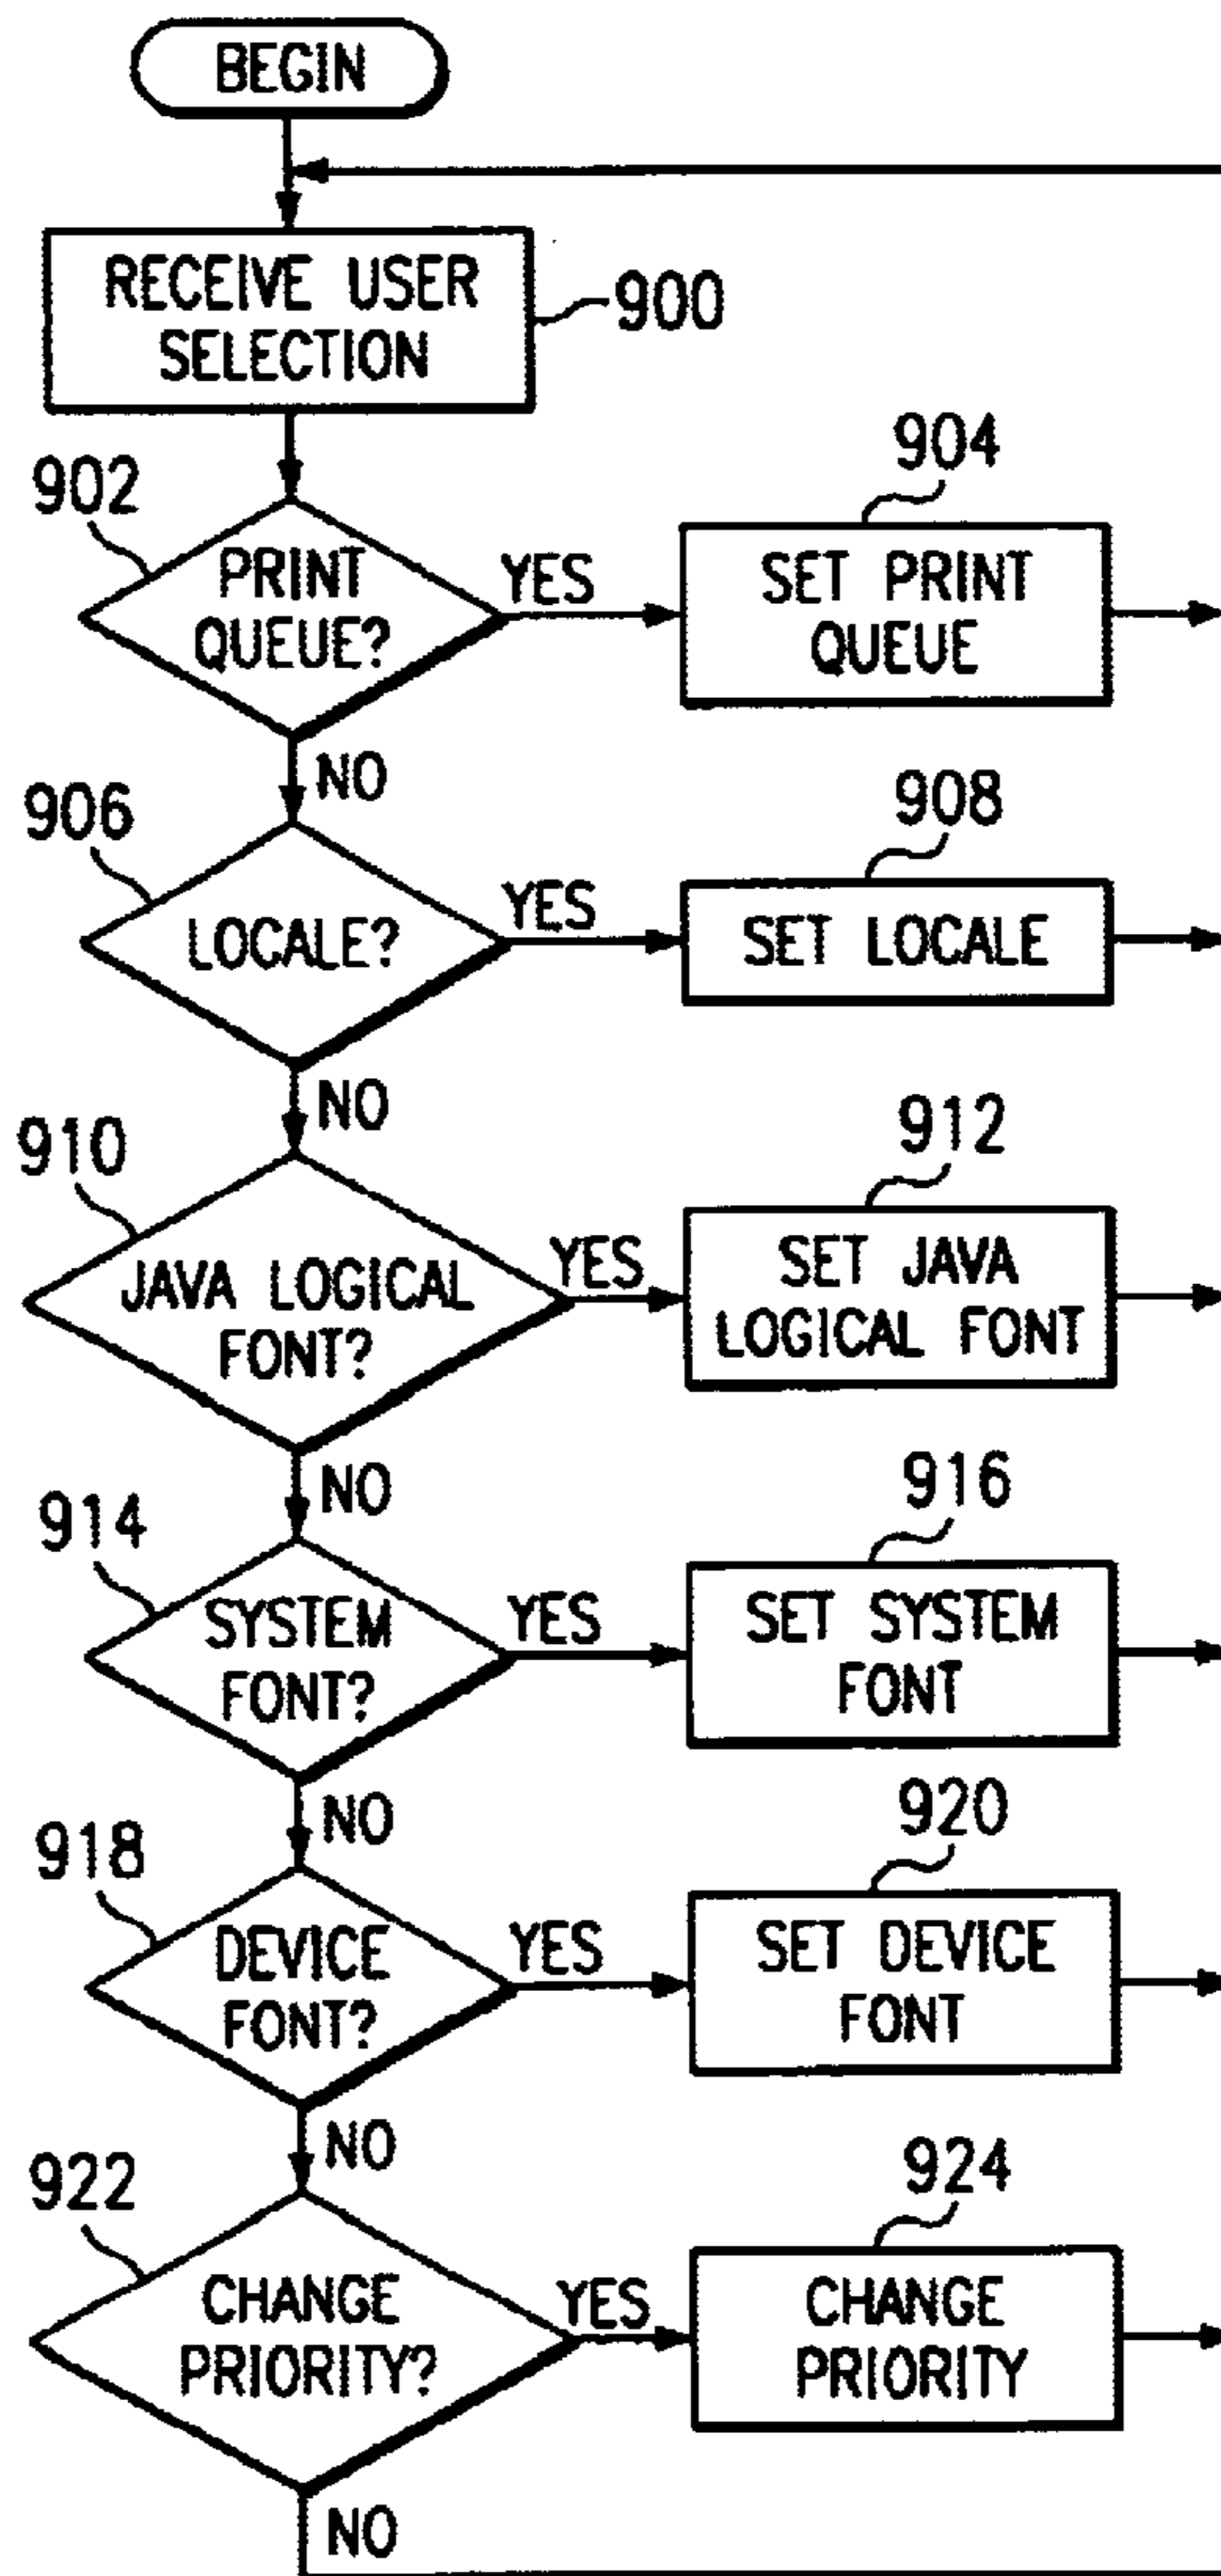 BEGIN
RECEIVE USER
SELECTION
900
902
PRINT
QUEUE?
YES
904
SET PRINT
QUEUE
NO
906
LOCALE?
YES
908
SET LOCALE
NO
910
JAVA LOGICAL
FONT?
YES
912
SET JAVA
LOGICAL FONT
NO
914
SYSTEM
FONT?
YES
916
SET SYSTEM
FONT
NO
918
DEVICE
FONT?
YES
920
SET DEVICE
FONT
NO
922
CHANGE
PRIORITY?
YES
924
CHANGE
PRIORITY
NO